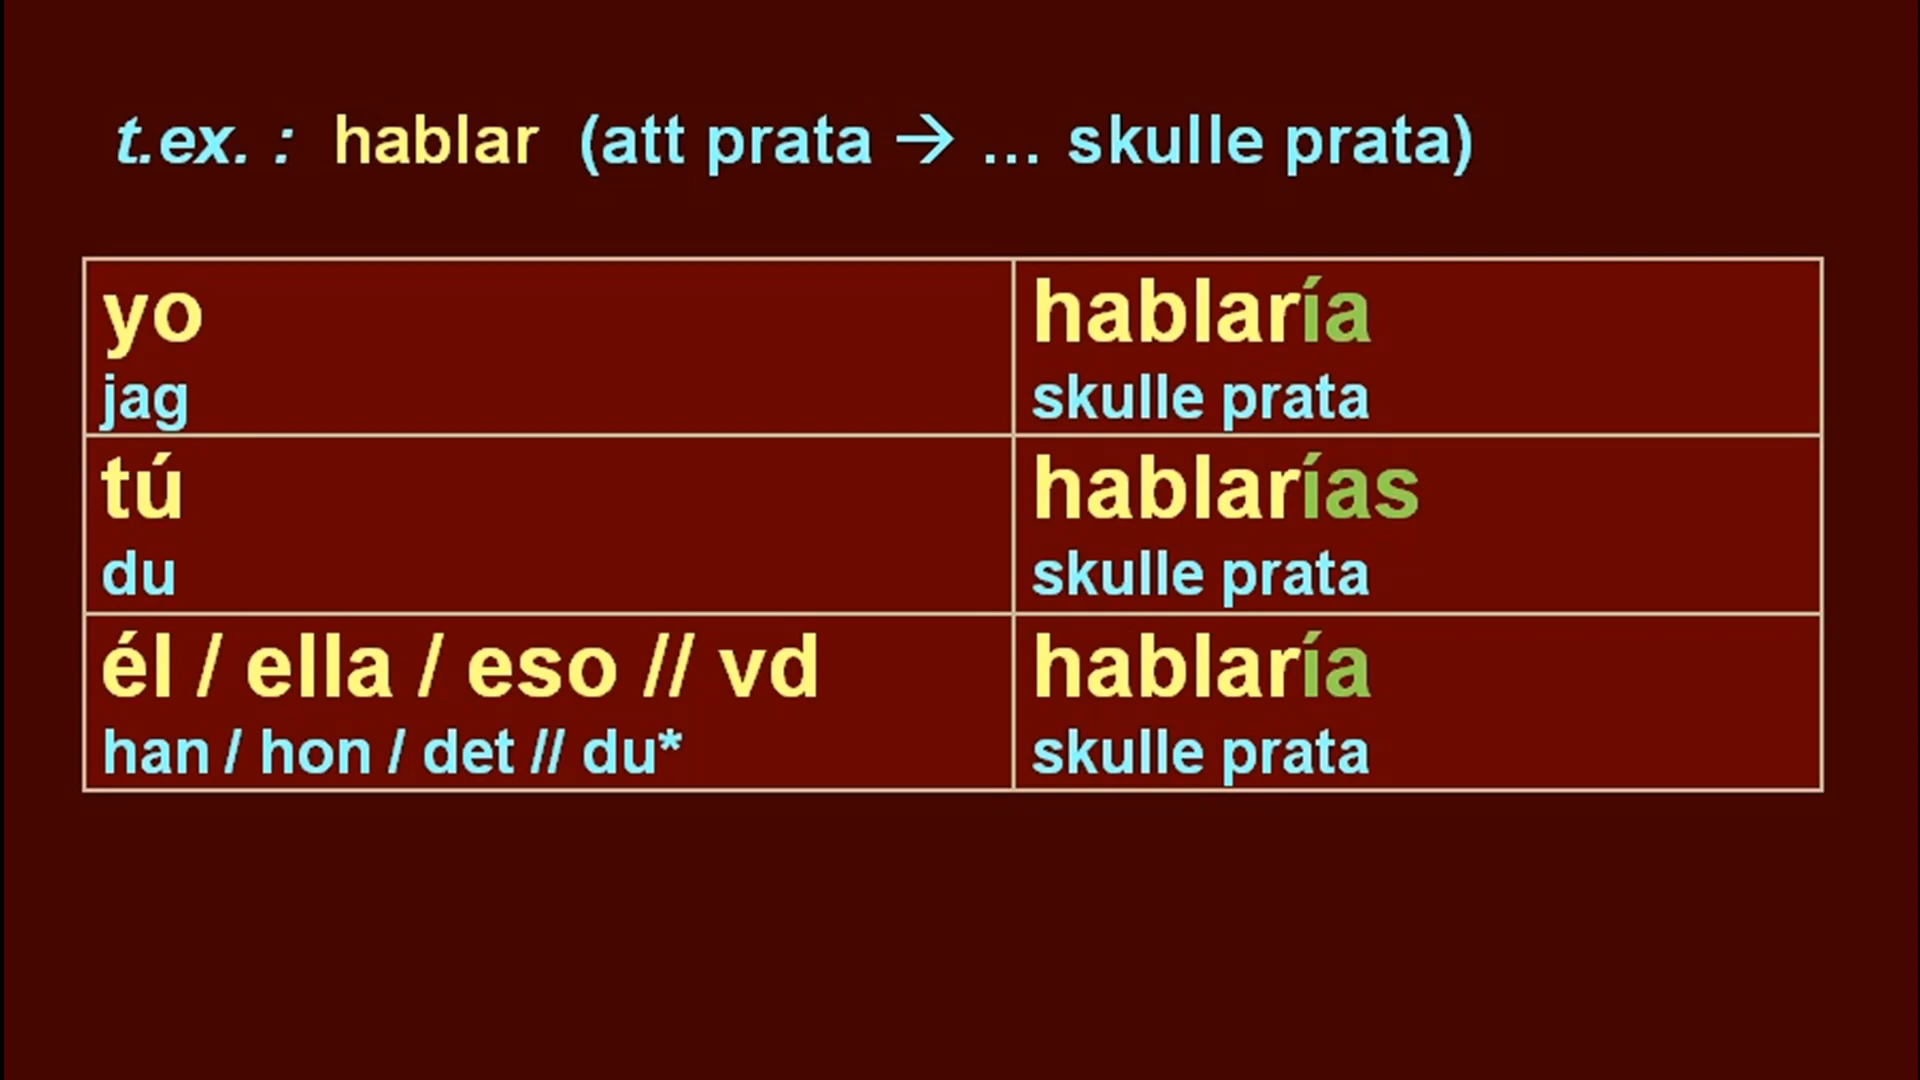 t.ex. : hablar (att prata → ... skulle prata)
yo
hablaría
jag
skulle prata
tú
hablarías
du
skulle prata
él / ella / eso // vd
hablaría
han / hon / det // du*
skulle prata